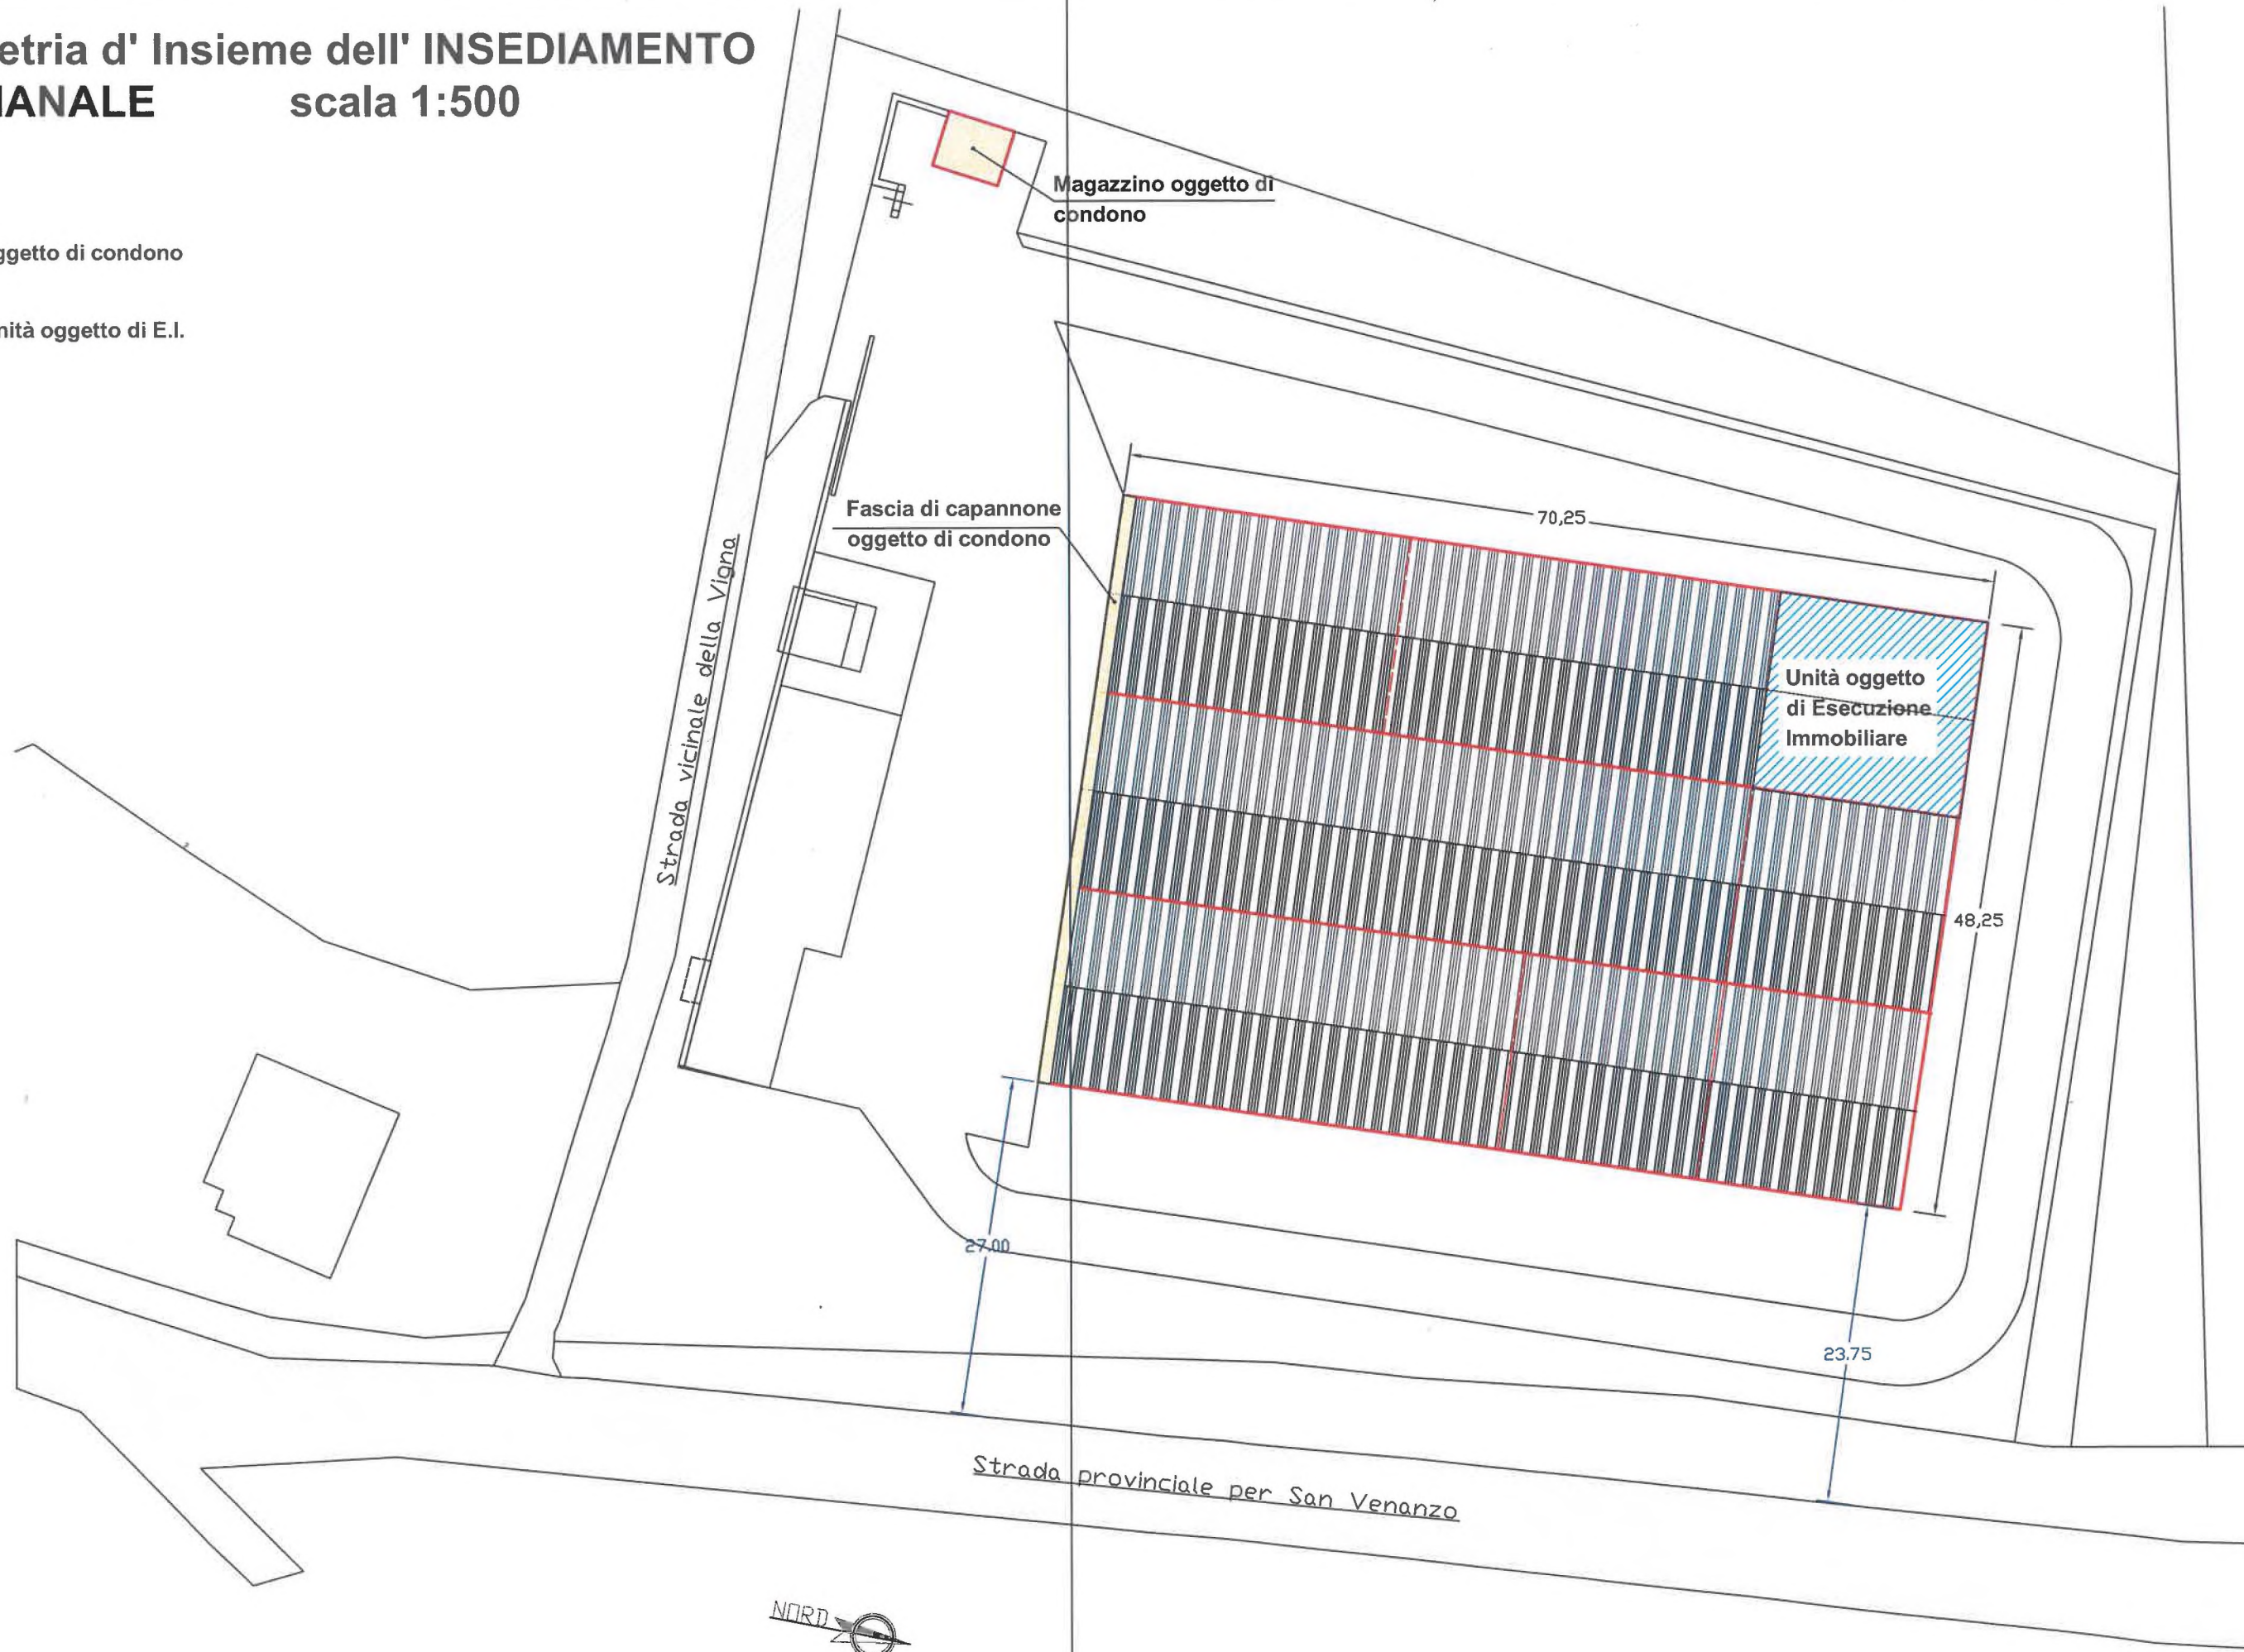 etria d' Insieme dell' INSEDIAMENTO
IANALE scala 1:500
ggetto di condono
nità oggetto di E.I.
Magazzino oggetto di
condono
Fascia di capannone
oggetto di condono
70,25
Unità oggetto
di Esecuzione
Immobiliare
48,25
Strada vicinale della Vigna
27.00
23.75
Strada provinciale per San Venanzo
NORD